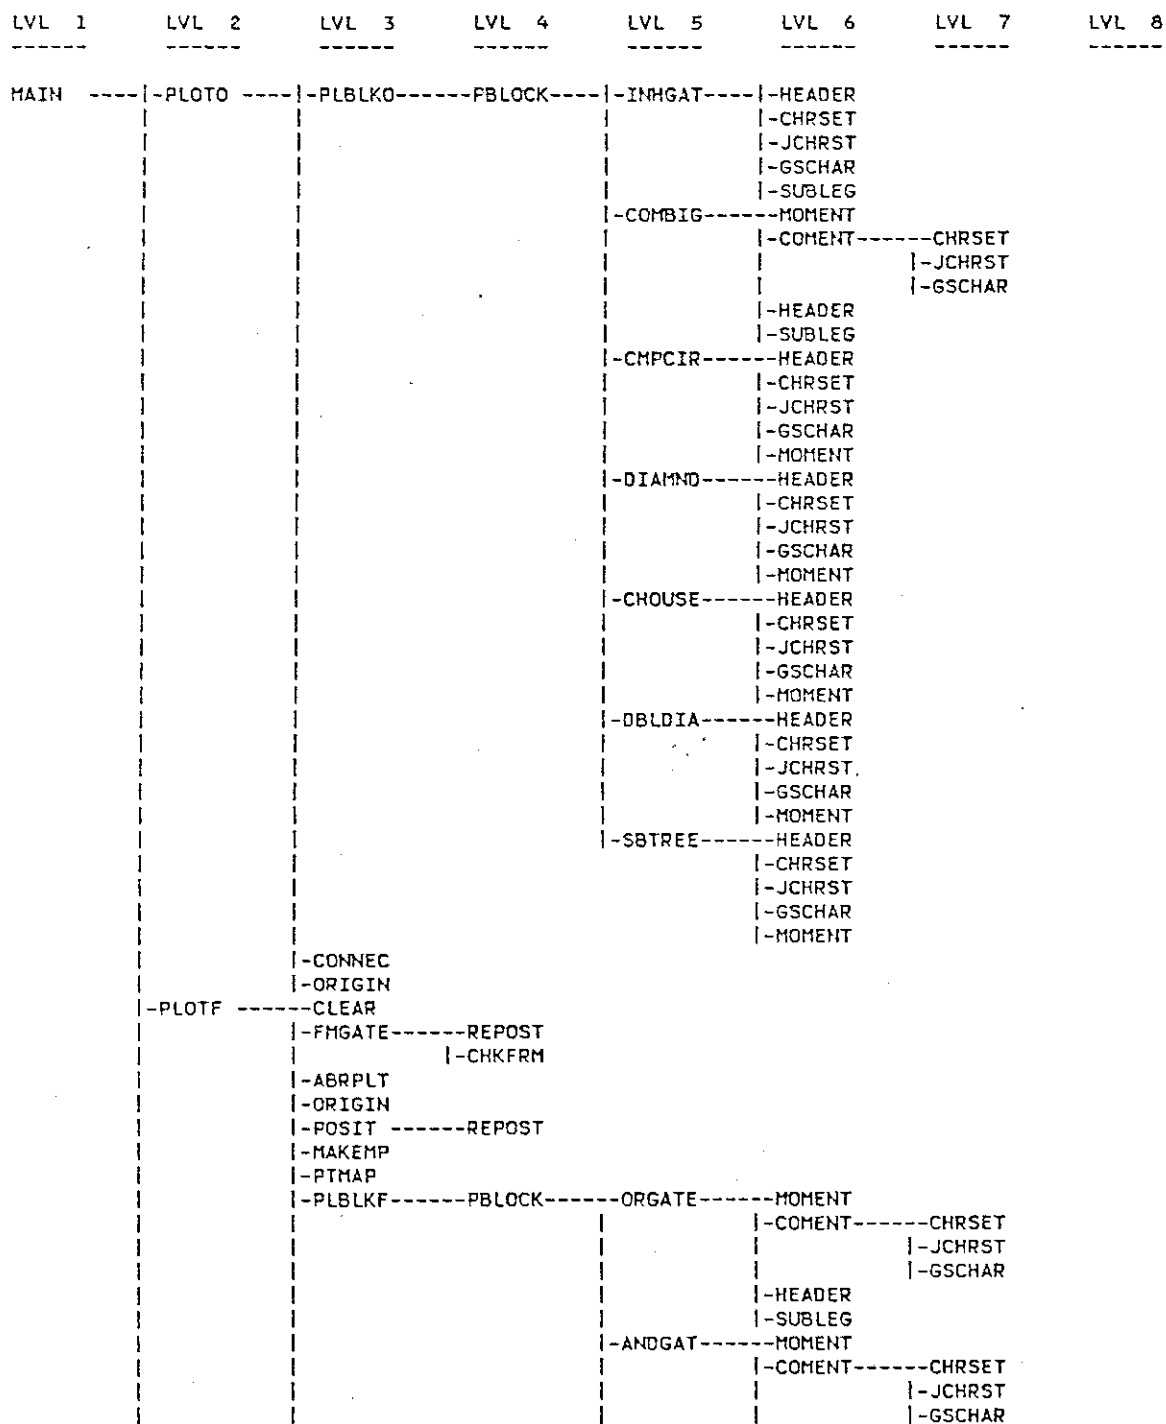 LVL 1 LVL 2 LVL 3 LVL 4 LVL 5 LVL 6 LVL 7 LVL 8
------ ------ ------ ------ ------ ------ ------ ------
MAIN ----|-PLOTO ----|-PLBLKO------PBLOCK----|-INHGAT----|-HEADER
| | | |-CHRSET
| | | |-JCHRST
| | | |-GSCHAR
| | | |-SUBLEG
| | |-COMBIG------MOMENT
| | | |-COMENT------CHRSET
| | | | |-JCHRST
| | | | |-GSCHAR
| | | |-HEADER
| | | |-SUBLEG
| | |-CMPCIR------HEADER
| | | |-CHRSET
| | | |-JCHRST
| | | |-GSCHAR
| | | |-MOMENT
| | |-DIAMND------HEADER
| | | |-CHRSET
| | | |-JCHRST
| | | |-GSCHAR
| | | |-MOMENT
| | |-CHOUSE------HEADER
| | | |-CHRSET
| | | |-JCHRST
| | | |-GSCHAR
| | | |-MOMENT
| | |-DBLDIA------HEADER
| | | |-CHRSET
| | | |-JCHRST
| | | |-GSCHAR
| | | |-MOMENT
| | |-SBTREE------HEADER
| | |-CHRSET
| | |-JCHRST
| | |-GSCHAR
| | |-MOMENT
| |-CONNEC
| |-ORIGIN
|-PLOTF ------CLEAR
| |-FMGATE------REPOST
| | |-CHKFRM
| |-ABRPLT
| |-ORIGIN
| |-POSIT ------REPOST
| |-MAKEMP
| |-PTMAP
| |-PLBLKF------PBLOCK------ORGATE------MOMENT
| | | |-COMENT------CHRSET
| | | | |-JCHRST
| | | | |-GSCHAR
| | | |-HEADER
| | | |-SUBLEG
| | |-ANDGAT------MOMENT
| | | |-COMENT------CHRSET
| | | | |-JCHRST
| | | | |-GSCHAR